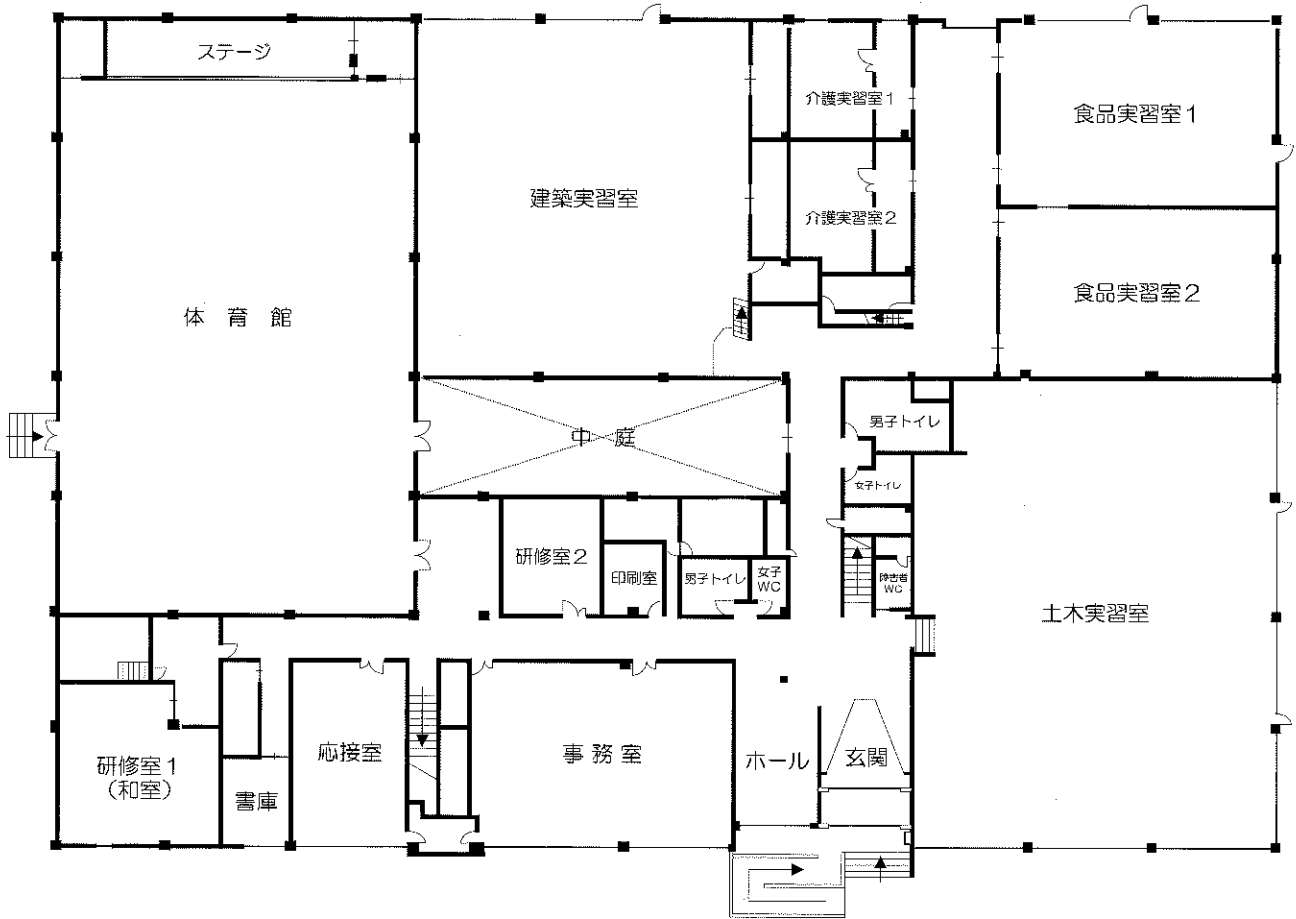 ステージ
介護実習室1
食品実習室1
建築実習室
介護実習室2
食品実習室2
体育館
中庭
男子トイレ
女子トイレ
研修室2
印刷室
男子トイレ
女子
WC
障害者
WC
土木実習室
研修室1
(和室)
書庫
応接室
事務室
ホール
玄関